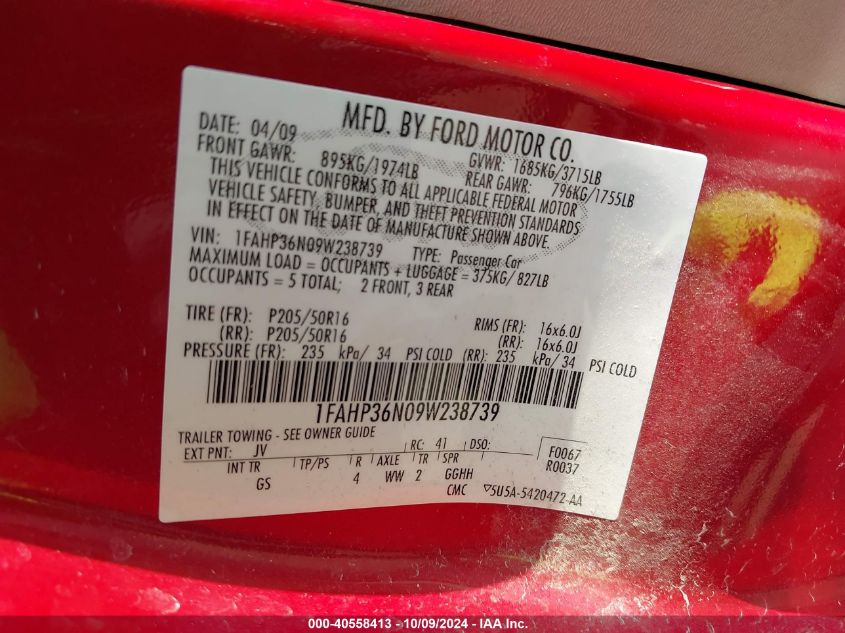 MFD. BY FORD MOTOR CO.
DATE: 04/09 GVWR: 1685KG/3715LB
FRONT GAWR: 895KG/1974LB REAR GAWR: 796KG/1755LB
THIS VEHICLE CONFORMS TO ALL APPLICABLE FEDERAL MOTOR
VEHICLE SAFETY, BUMPER, AND THEFT PREVENTION STANDARDS
IN EFFECT ON THE DATE OF MANUFACTURE SHOWN ABOVE.
VIN: 1FAHP36N09W238739 TYPE: Passenger Car
MAXIMUM LOAD = OCCUPANTS + LUGGAGE = 375KG/ 827LB
OCCUPANTS = 5 TOTAL; 2 FRONT, 3 REAR
TIRE (FR): P205/50R16 RIMS (FR): 16x6.0J
(RR): P205/50R16 (RR): 16x6.0J
PRESSURE (FR): 235 kPa/ 34 PSI COLD (RR): 235 kPa/ 34 PSI COLD
1FAHP36N09W238739
TRAILER TOWING - SEE OWNER GUIDE
EXT PNT: JV RC: 41 DSO: F0067
INT TR TP/PS R AXLE TR SPR R0037
GS 4 WW 2 GGHH
CMC ▽5U5A-5420472-AA
000-40558413 - 10/09/2024 - IAA Inc.